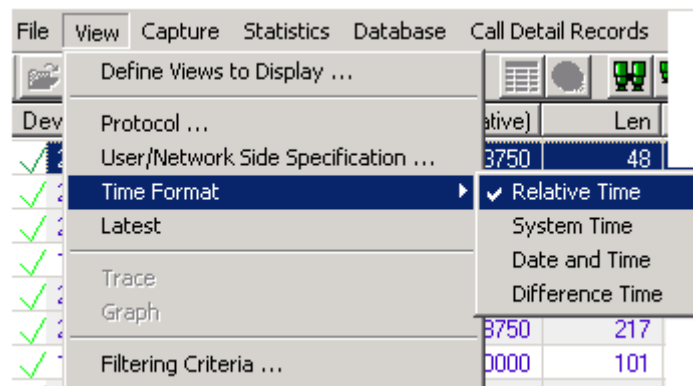 File View Capture Statistics Database Call Detail Records
Define Views to Display ...
Dev ative) Len
Protocol ...
User/Network Side Specification ... 3750 48
Time Format Relative Time
Latest System Time
Date and Time
Trace Difference Time
Graph
3750 217
Filtering Criteria ... 0000 101